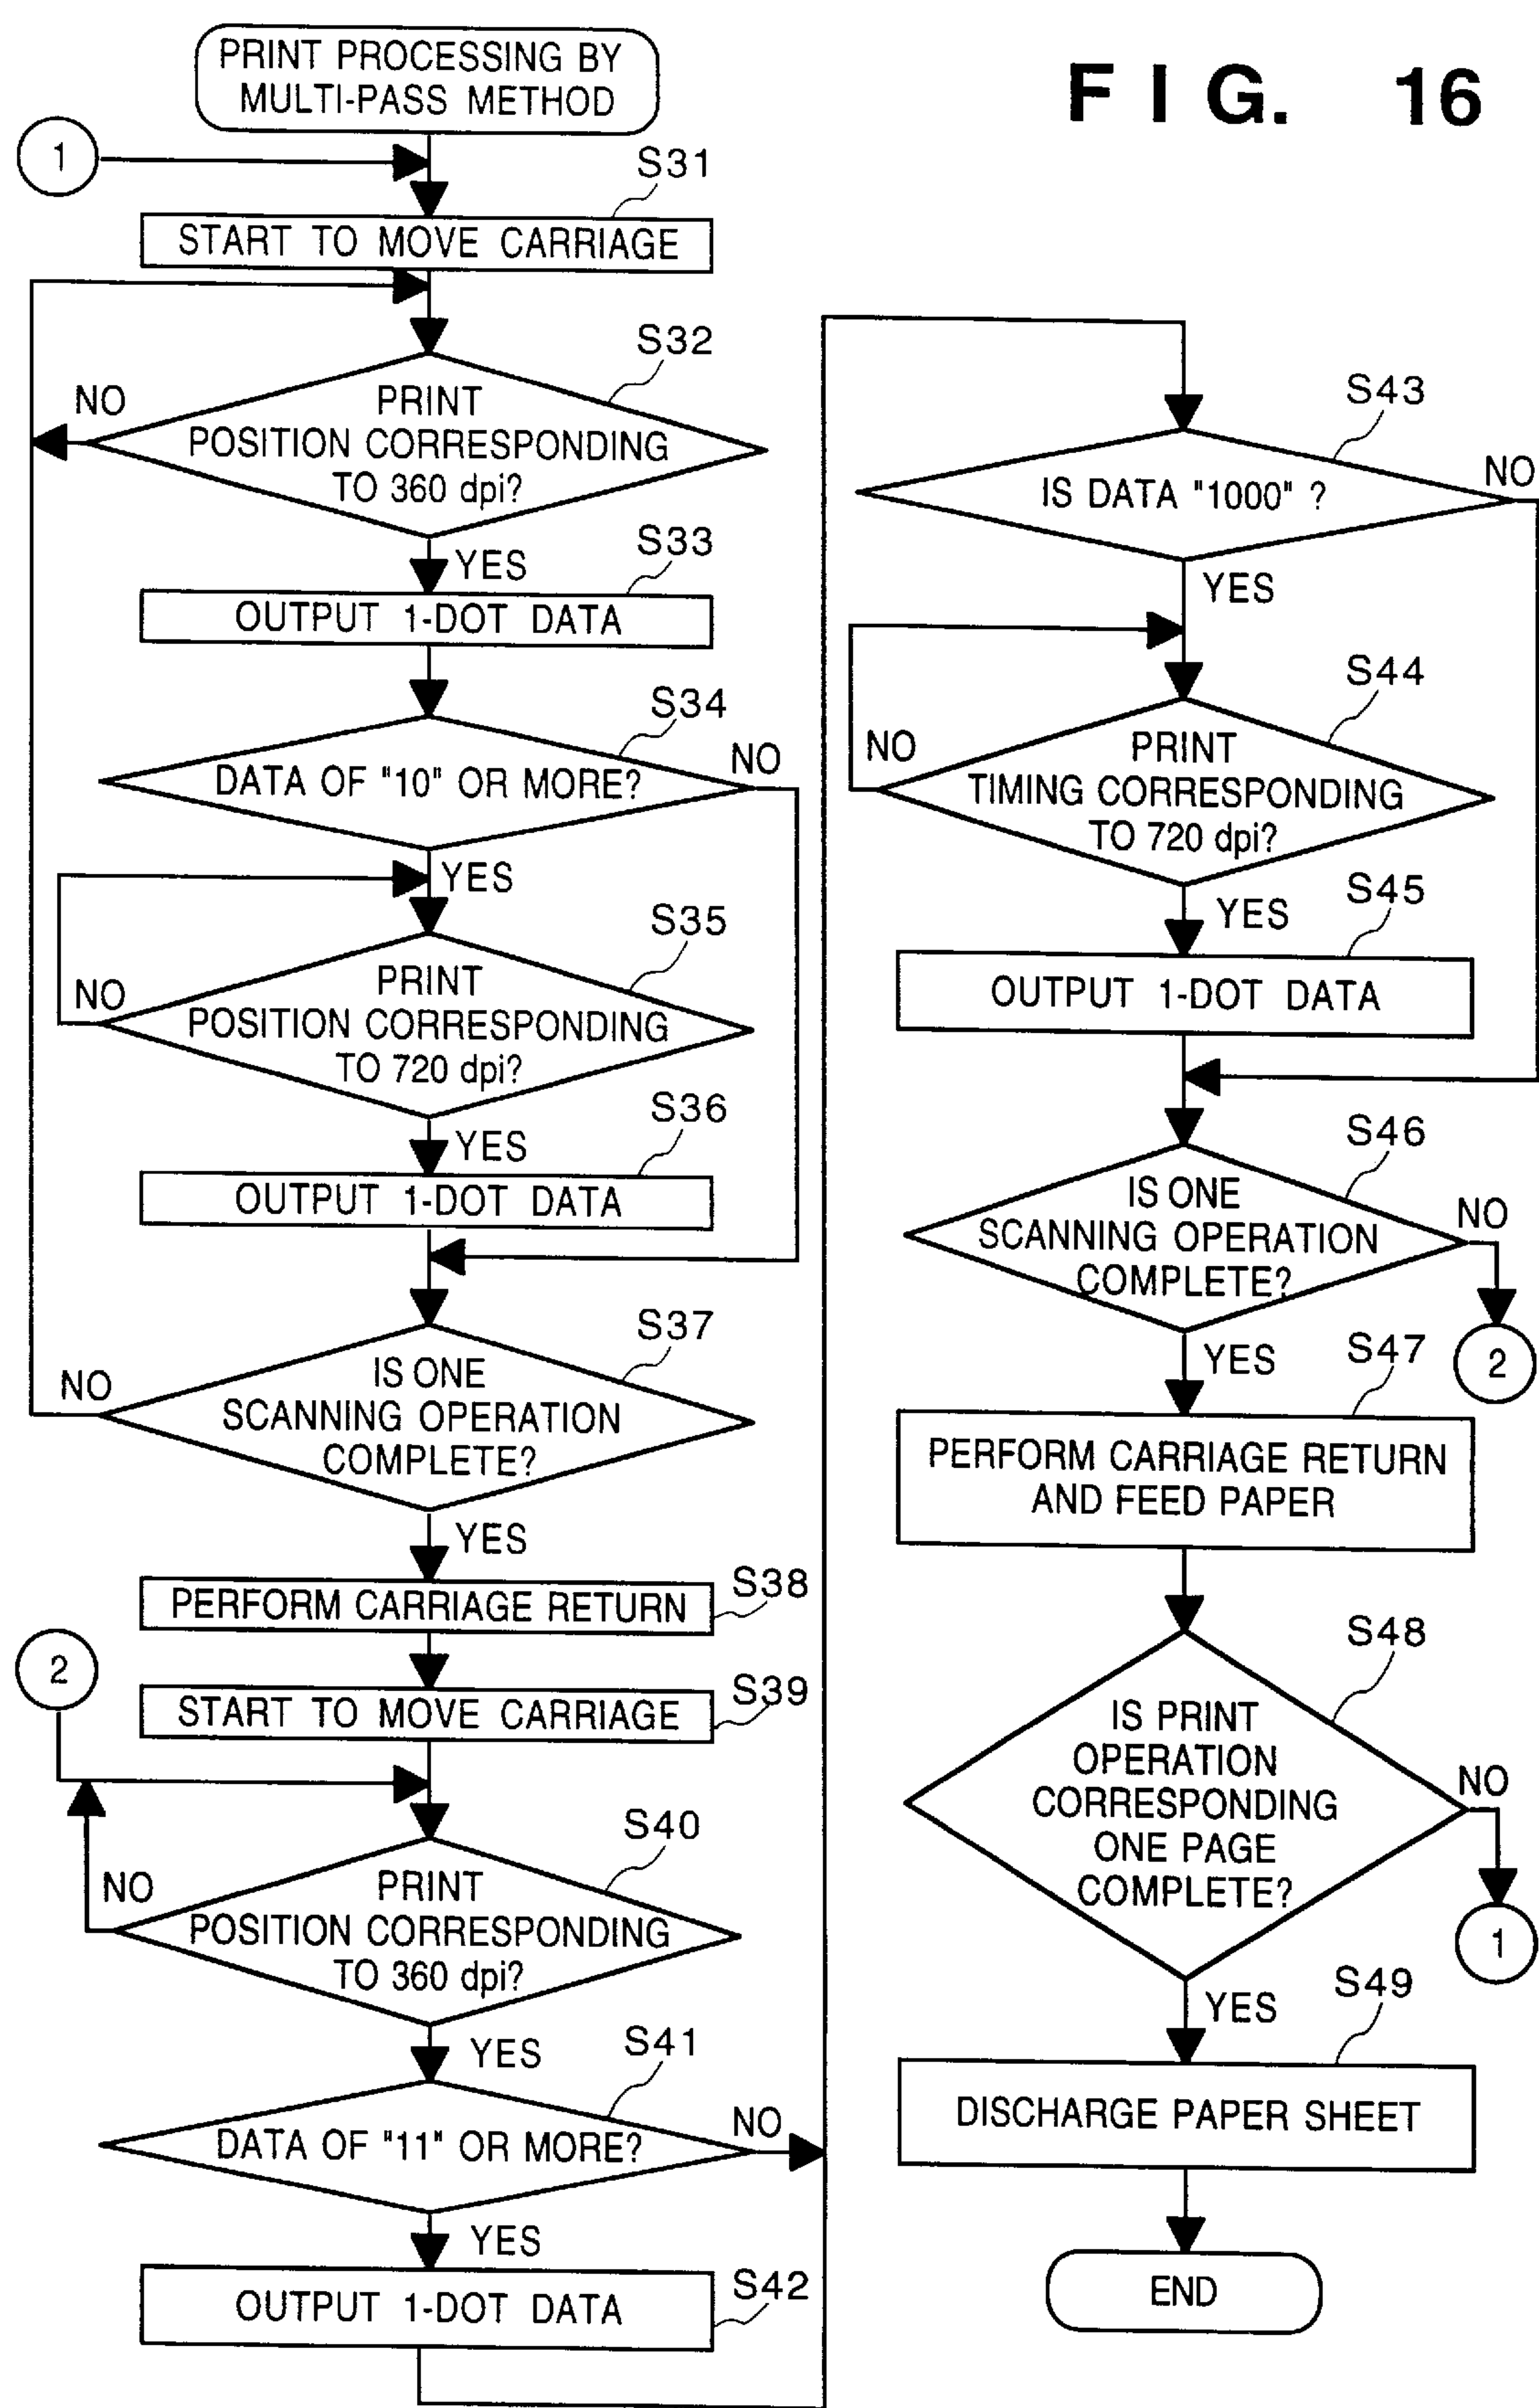 FIG. 16
PRINT PROCESSING BY
MULTI-PASS METHOD
1
S31
START TO MOVE CARRIAGE
S32
NO
PRINT
POSITION CORRESPONDING
TO 360 dpi?
YES
S33
OUTPUT 1-DOT DATA
S34
DATA OF "10" OR MORE?
NO
YES
S35
PRINT
POSITION CORRESPONDING
TO 720 dpi?
NO
YES
S36
OUTPUT 1-DOT DATA
S37
IS ONE
SCANNING OPERATION
COMPLETE?
NO
YES
S38
PERFORM CARRIAGE RETURN
2
S39
START TO MOVE CARRIAGE
S40
NO
PRINT
POSITION CORRESPONDING
TO 360 dpi?
YES
S41
DATA OF "11" OR MORE?
NO
YES
S42
OUTPUT 1-DOT DATA
S43
IS DATA "1000" ?
NO
YES
S44
NO
PRINT
TIMING CORRESPONDING
TO 720 dpi?
YES
S45
OUTPUT 1-DOT DATA
S46
IS ONE
SCANNING OPERATION
COMPLETE?
NO
2
YES
S47
PERFORM CARRIAGE RETURN
AND FEED PAPER
S48
IS PRINT
OPERATION
CORRESPONDING
ONE PAGE
COMPLETE?
NO
1
YES
S49
DISCHARGE PAPER SHEET
END